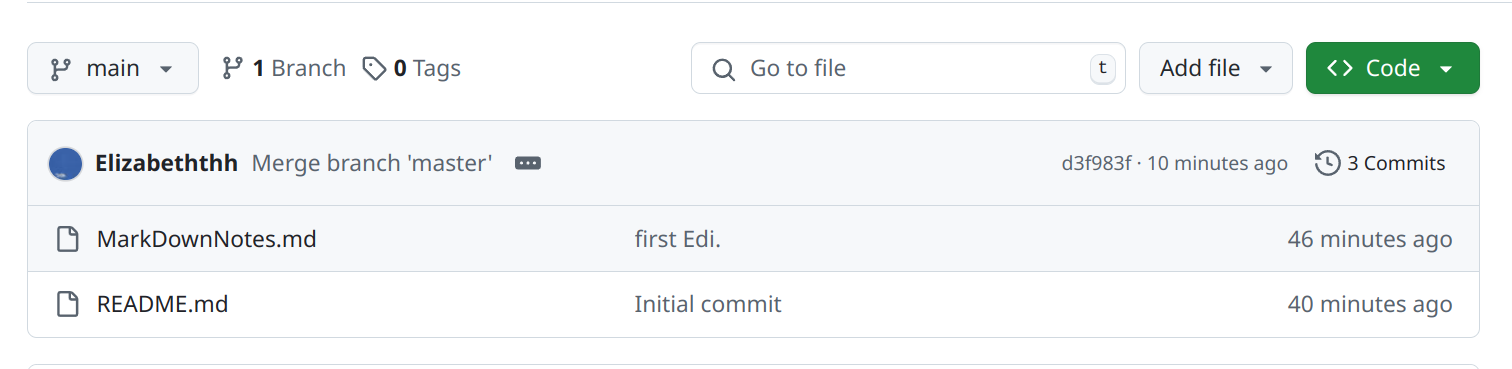 main 1 Branch 0 Tags Go to file t Add file Code
Elizabeththh Merge branch 'master' d3f983f · 10 minutes ago 3 Commits
MarkDownNotes.md first Edi. 46 minutes ago
README.md Initial commit 40 minutes ago